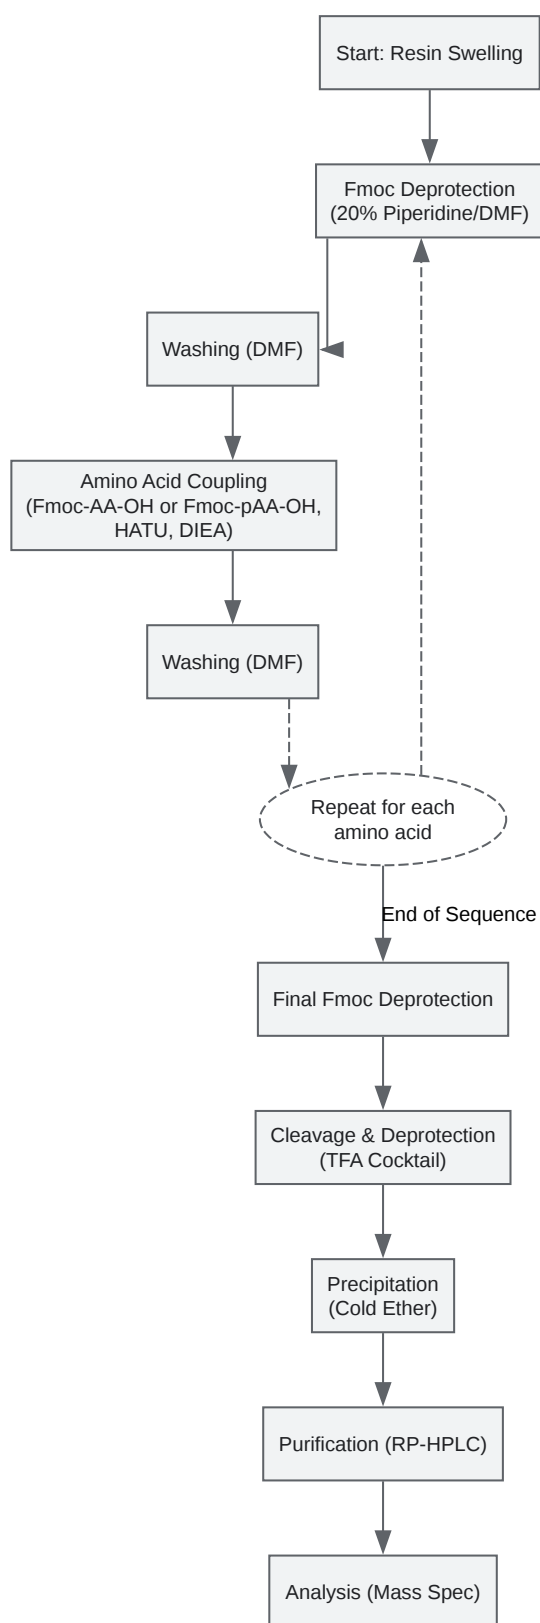 Start: Resin Swelling
Fmoc Deprotection
(20% Piperidine/DMF)
Washing (DMF)
Amino Acid Coupling
(Fmoc-AA-OH or Fmoc-pAA-OH,
HATU, DIEA)
Washing (DMF)
Repeat for each
amino acid
End of Sequence
Final Fmoc Deprotection
Cleavage & Deprotection
(TFA Cocktail)
Precipitation
(Cold Ether)
Purification (RP-HPLC)
Analysis (Mass Spec)